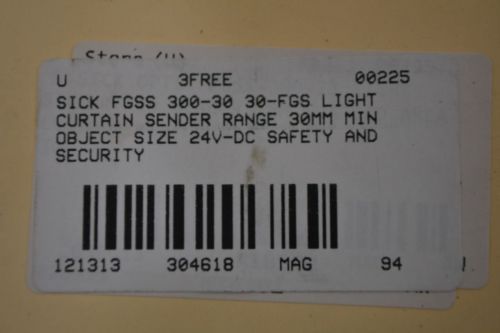 U 3FREE 00225
SICK FGSS 300-30 30-FGS LIGHT
CURTAIN SENDER RANGE 30MM MIN
OBJECT SIZE 24V-DC SAFETY AND
SECURITY
121313 304618 MAG 94